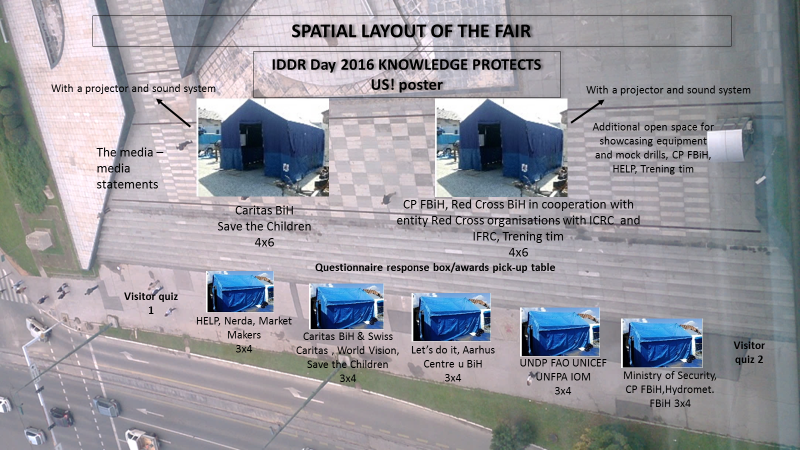 SPATIAL LAYOUT OF THE FAIR
IDDR Day 2016 KNOWLEDGE PROTECTS
US! poster
With a projector and sound system
With a projector and sound system
The media –
media
statements
Additional open space for
showcasing equipment
and mock drills, CP FBiH,
HELP, Trening tim
Caritas BiH
Save the Children
4x6
CP FBiH, Red Cross BiH in cooperation with
entity Red Cross organisations with ICRC and
IFRC, Trening tim
4x6
Questionnaire response box/awards pick-up table
Visitor quiz
1
HELP, Nerda, Market
Makers
3x4
Caritas BiH & Swiss
Caritas , World Vision,
Save the Children
3x4
Let's do it, Aarhus
Centre u BiH
3x4
UNDP FAO UNICEF
UNFPA IOM
3x4
Ministry of Security,
CP FBiH,Hydromet.
FBiH 3x4
Visitor
quiz 2